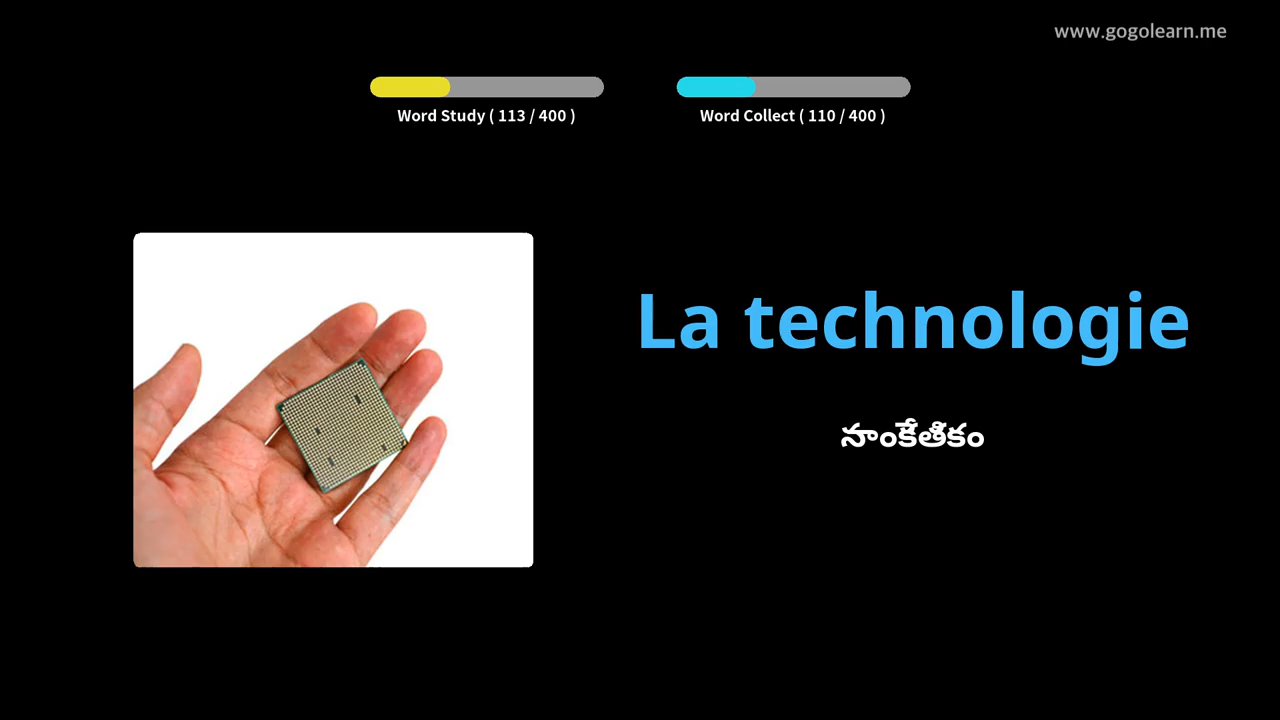 www.gogolearn.me
Word Study ( 113 / 400 )
Word Collect ( 110 / 400 )
La technologie
సాంకేతికం